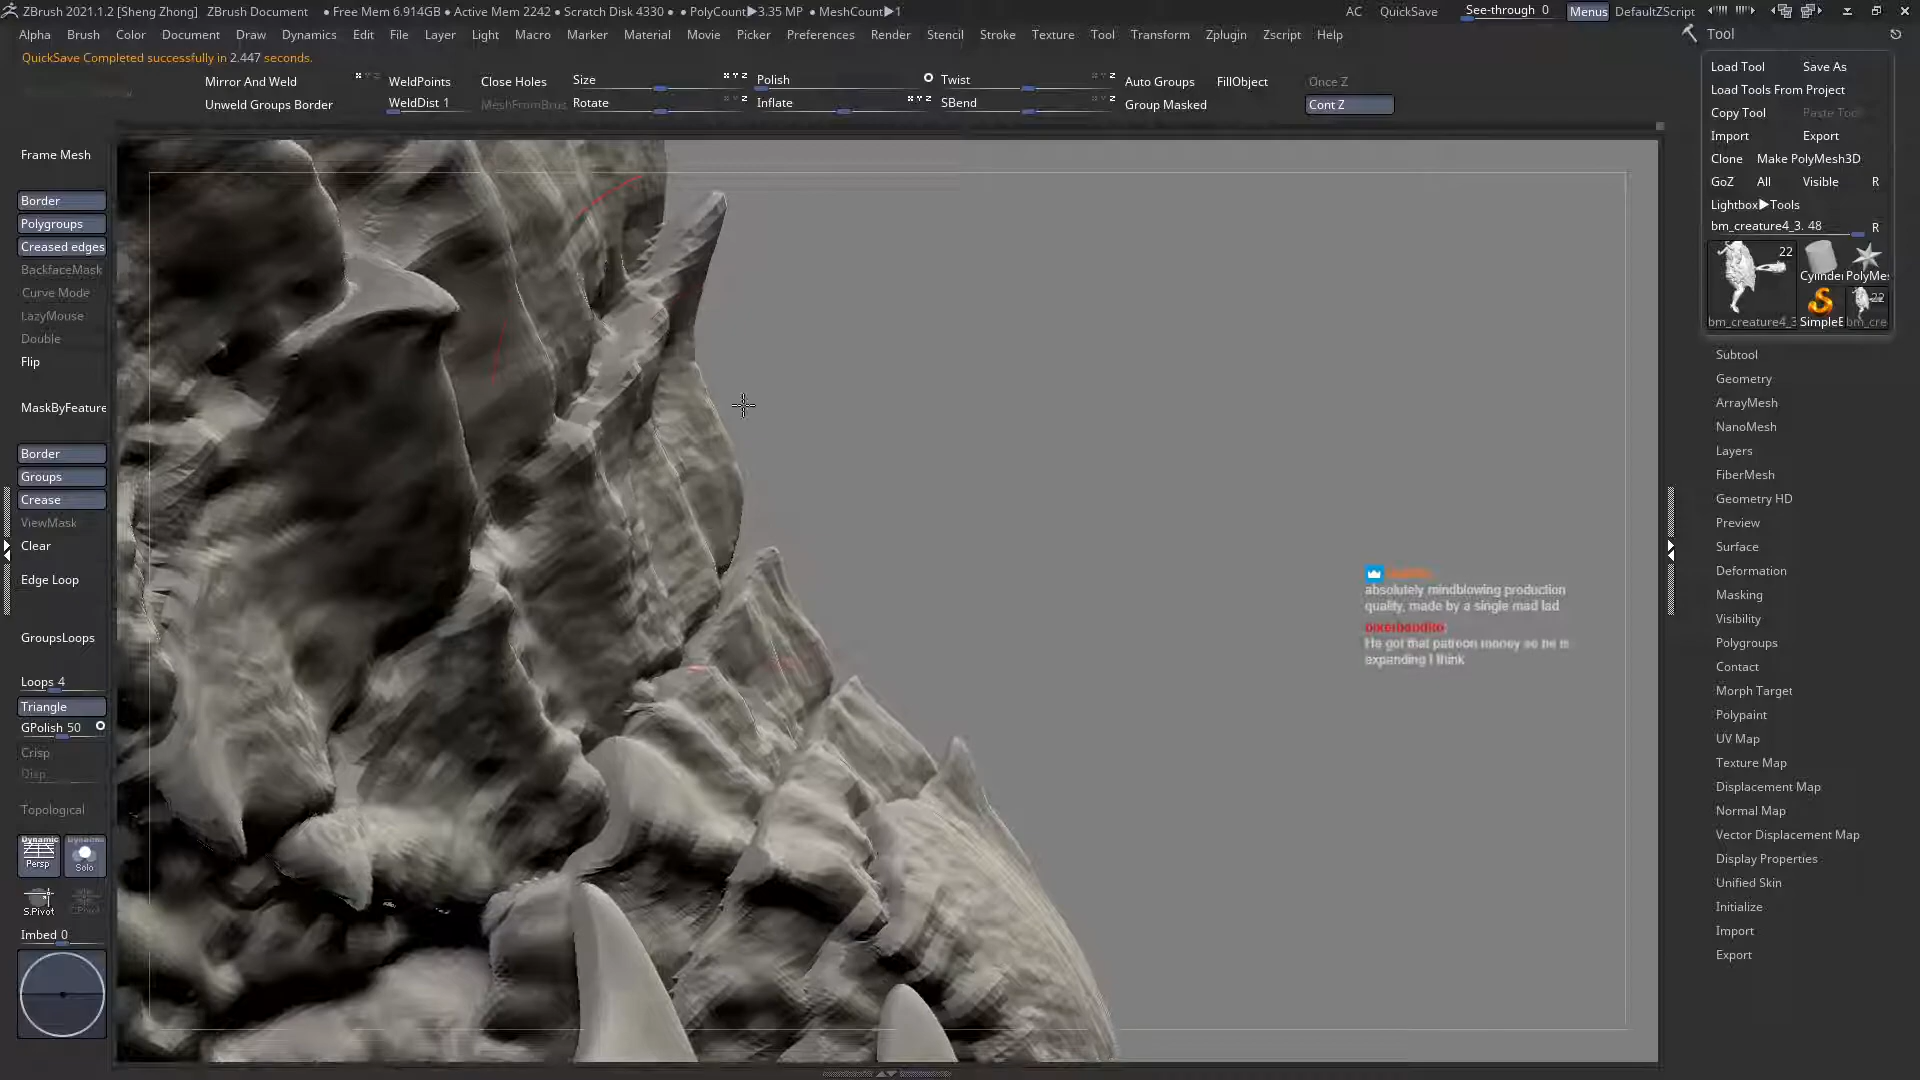 ZBrush 2021.1.2 [Sheng Zhong] ZBrush Document • Free Mem 6.914GB • Active Mem 2242 • Scratch Disk 4330 • • PolyCount▶3.35 MP • MeshCount▶1 AC QuickSave See-through 0 Menus DefaultZScript
Alpha Brush Color Document Draw Dynamics Edit File Layer Light Macro Marker Material Movie Picker Preferences Render Stencil Stroke Texture Tool Transform Zplugin Zscript Help
QuickSave Completed successfully in 2.447 seconds.
Mirror And Weld WeldPoints Close Holes Size Polish Twist Auto Groups FillObject Once Z
Unweld Groups Border WeldDist 1 MeshFromBrus Rotate Inflate SBend Group Masked Cont Z
Frame Mesh
Border
Polygroups
Creased edges
BackfaceMask
Curve Mode
LazyMouse
Double
Flip
MaskByFeature
Border
Groups
Crease
ViewMask
Clear
Edge Loop
GroupsLoops
Loops 4
Triangle
GPolish 50
Crisp
Disp
Topological
Dynamic
Persp
Dynamic
Solo
S.Pivot
Imbed 0
absolutely mindblowing production
quality, made by a single mad lad
He got that patreon money so he is
expanding I think
Tool
Load Tool Save As
Load Tools From Project
Copy Tool Paste Too
Import Export
Clone Make PolyMesh3D
GoZ All Visible R
Lightbox▶Tools
bm_creature4_3. 48 R
22
Cylinde PolyMe
22
bm_creature4_3 SimpleE bm_cre
Subtool
Geometry
ArrayMesh
NanoMesh
Layers
FiberMesh
Geometry HD
Preview
Surface
Deformation
Masking
Visibility
Polygroups
Contact
Morph Target
Polypaint
UV Map
Texture Map
Displacement Map
Normal Map
Vector Displacement Map
Display Properties
Unified Skin
Initialize
Import
Export